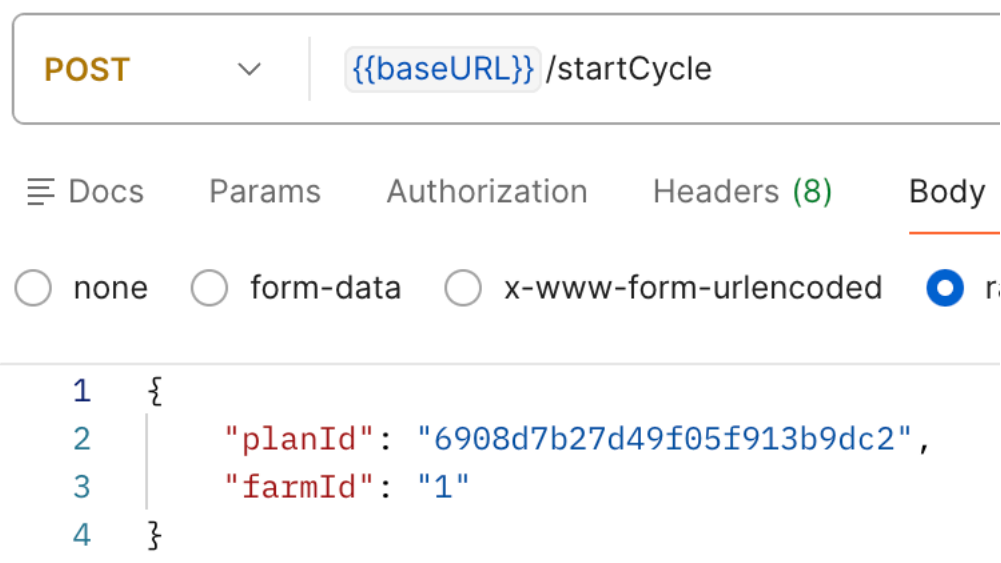 POST {{baseURL}} /startCycle
Docs Params Authorization Headers (8) Body
none form-data x-www-form-urlencoded
1 {
2 "planId": "6908d7b27d49f05f913b9dc2",
3 "farmId": "1"
4 }